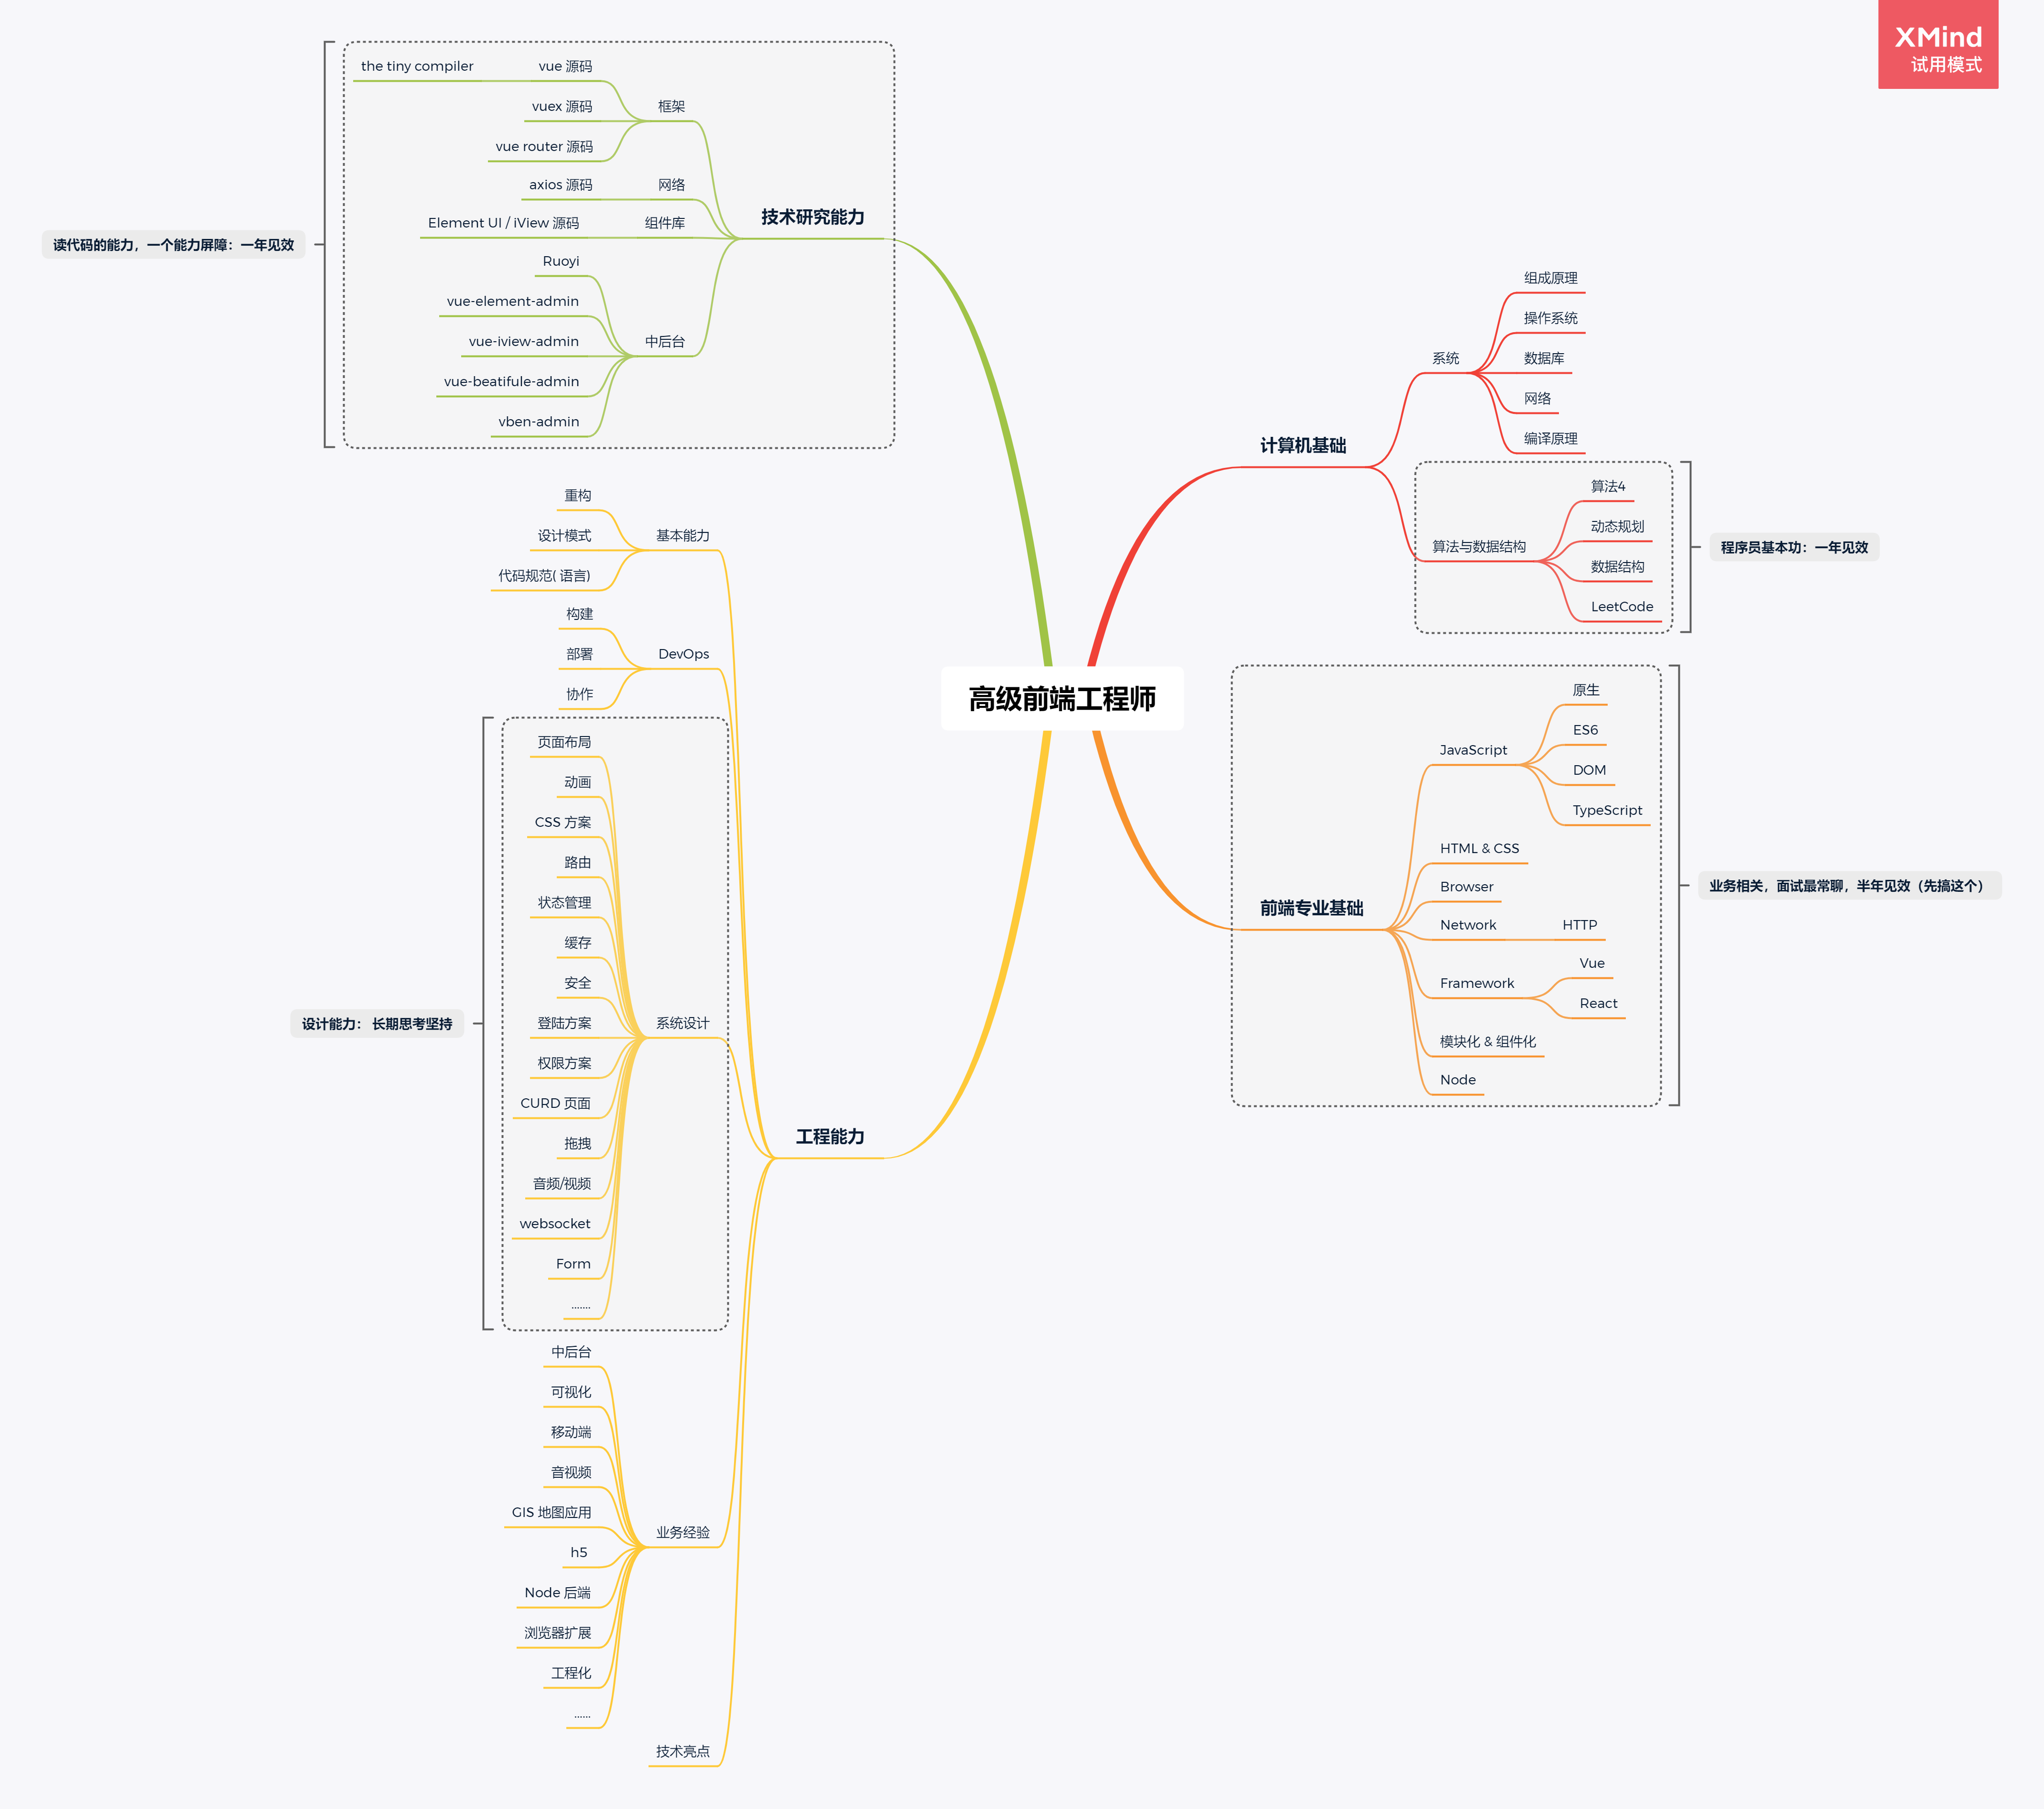 XMind
试用模式
高级前端工程师
计算机基础
系统
组成原理
操作系统
数据库
网络
编译原理
算法与数据结构
算法4
动态规划
数据结构
LeetCode
程序员基本功：一年见效
前端专业基础
JavaScript
原生
ES6
DOM
TypeScript
HTML & CSS
Browser
Network
HTTP
Framework
Vue
React
模块化 & 组件化
Node
业务相关，面试最常聊，半年见效（先搞这个）
技术研究能力
框架
vue 源码
the tiny compiler
vuex 源码
vue router 源码
网络
axios 源码
组件库
Element UI / iView 源码
中后台
Ruoyi
vue-element-admin
vue-iview-admin
vue-beatifule-admin
vben-admin
读代码的能力，一个能力屏障：一年见效
工程能力
基本能力
重构
设计模式
代码规范( 语言)
DevOps
构建
部署
协作
系统设计
页面布局
动画
CSS 方案
路由
状态管理
缓存
安全
登陆方案
权限方案
CURD 页面
拖拽
音频/视频
websocket
Form
.......
设计能力： 长期思考坚持
业务经验
中后台
可视化
移动端
音视频
GIS 地图应用
h5
Node 后端
浏览器扩展
工程化
......
技术亮点